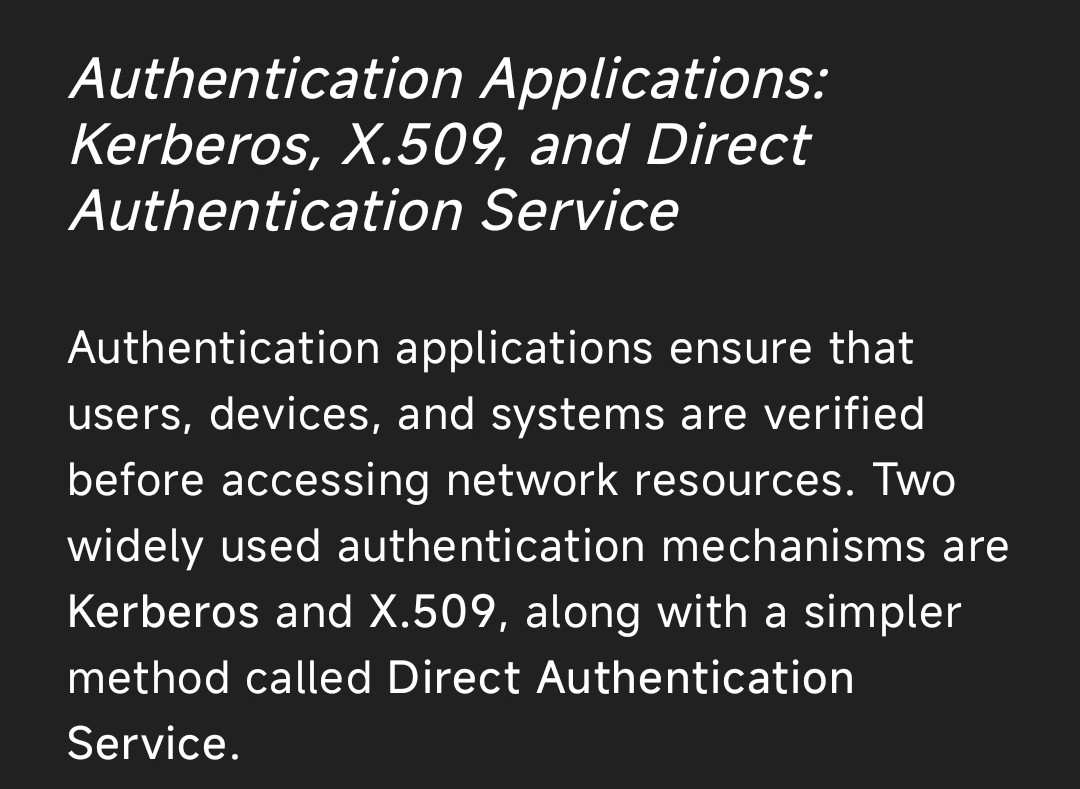 Authentication Applications:
Kerberos, X.509, and Direct
Authentication Service
Authentication applications ensure that
users, devices, and systems are verified
before accessing network resources. Two
widely used authentication mechanisms are
Kerberos and X.509, along with a simpler
method called Direct Authentication
Service.